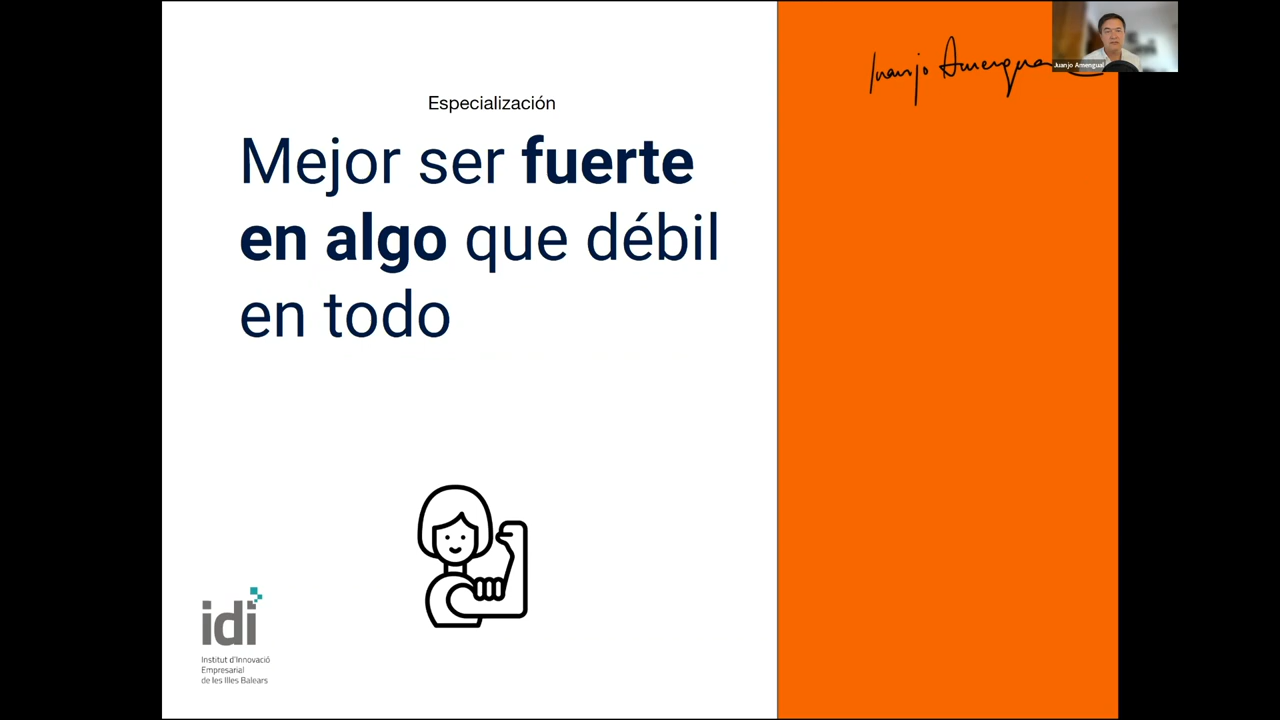 Especialización
Mejor ser fuerte
en algo que débil
en todo
Juanjo Amengual
Juanjo Amengual
idi
Institut d'Innovació
Empresarial
de les Illes Balears